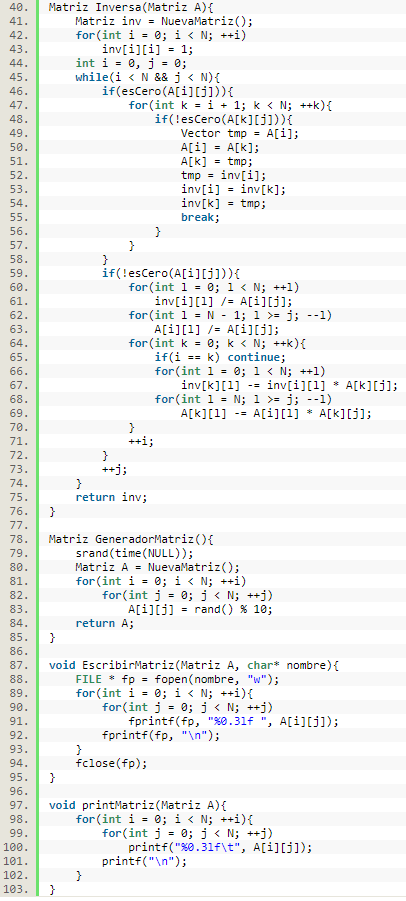 40. Matriz Inversa(Matriz A){
41.     Matriz inv = NuevaMatriz();
42.     for(int i = 0; i < N; ++i)
43.         inv[i][i] = 1;
44.     int i = 0, j = 0;
45.     while(i < N && j < N){
46.         if(esCero(A[i][j])){
47.             for(int k = i + 1; k < N; ++k){
48.                 if(!esCero(A[k][j])){
49.                     Vector tmp = A[i];
50.                     A[i] = A[k];
51.                     A[k] = tmp;
52.                     tmp = inv[i];
53.                     inv[i] = inv[k];
54.                     inv[k] = tmp;
55.                     break;
56.                 }
57.             }
58.         }
59.         if(!esCero(A[i][j])){
60.             for(int l = 0; l < N; ++l)
61.                 inv[i][l] /= A[i][j];
62.             for(int l = N - 1; l >= j; --l)
63.                 A[i][l] /= A[i][j];
64.             for(int k = 0; k < N; ++k){
65.                 if(i == k) continue;
66.                 for(int l = 0; l < N; ++l)
67.                     inv[k][l] -= inv[i][l] * A[k][j];
68.                 for(int l = N; l >= j; --l)
69.                     A[k][l] -= A[i][l] * A[k][j];
70.             }
71.             ++i;
72.         }
73.         ++j;
74.     }
75.     return inv;
76. }
77.
78. Matriz GeneradorMatriz(){
79.     srand(time(NULL));
80.     Matriz A = NuevaMatriz();
81.     for(int i = 0; i < N; ++i)
82.         for(int j = 0; j < N; ++j)
83.             A[i][j] = rand() % 10;
84.     return A;
85. }
86.
87. void EscribirMatriz(Matriz A, char* nombre){
88.     FILE * fp = fopen(nombre, "w");
89.     for(int i = 0; i < N; ++i){
90.         for(int j = 0; j < N; ++j)
91.             fprintf(fp, "%0.3lf ", A[i][j]);
92.         fprintf(fp, "\n");
93.     }
94.     fclose(fp);
95. }
96.
97. void printMatriz(Matriz A){
98.     for(int i = 0; i < N; ++i){
99.         for(int j = 0; j < N; ++j)
100.             printf("%0.3lf\t", A[i][j]);
101.         printf("\n");
102.     }
103. }